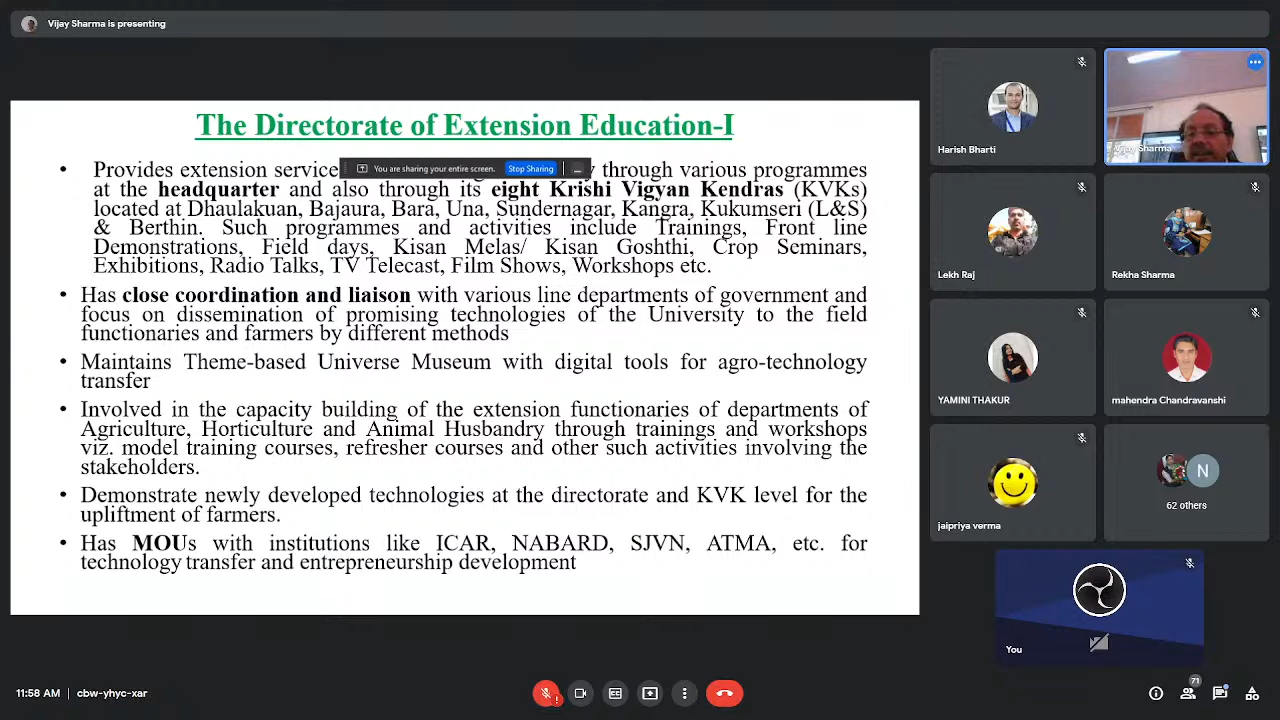 Vijay Sharma is presenting
The Directorate of Extension Education-I
• Provides extension service
You are sharing your entire screen. Stop Sharing
through various programmes
at the headquarter and also through its eight Krishi Vigyan Kendras (KVKs)
located at Dhaulakuan, Bajaura, Bara, Una, Sundernagar, Kangra, Kukumseri (L&S)
& Berthin. Such programmes and activities include Trainings, Front line
Demonstrations, Field days, Kisan Melas/ Kisan Goshthi, Crop Seminars,
Exhibitions, Radio Talks, TV Telecast, Film Shows, Workshops etc.
• Has close coordination and liaison with various line departments of government and
focus on dissemination of promising technologies of the University to the field
functionaries and farmers by different methods
• Maintains Theme-based Universe Museum with digital tools for agro-technology
transfer
• Involved in the capacity building of the extension functionaries of departments of
Agriculture, Horticulture and Animal Husbandry through trainings and workshops
viz. model training courses, refresher courses and other such activities involving the
stakeholders.
• Demonstrate newly developed technologies at the directorate and KVK level for the
upliftment of farmers.
• Has MOUs with institutions like ICAR, NABARD, SJVN, ATMA, etc. for
technology transfer and entrepreneurship development
Harish Bharti
Vijay Sharma
Lekh Raj
Rekha Sharma
YAMINI THAKUR
mahendra Chandravanshi
jaipriya verma
N
62 others
You
11:58 AM | cbw-yhyc-xar
71